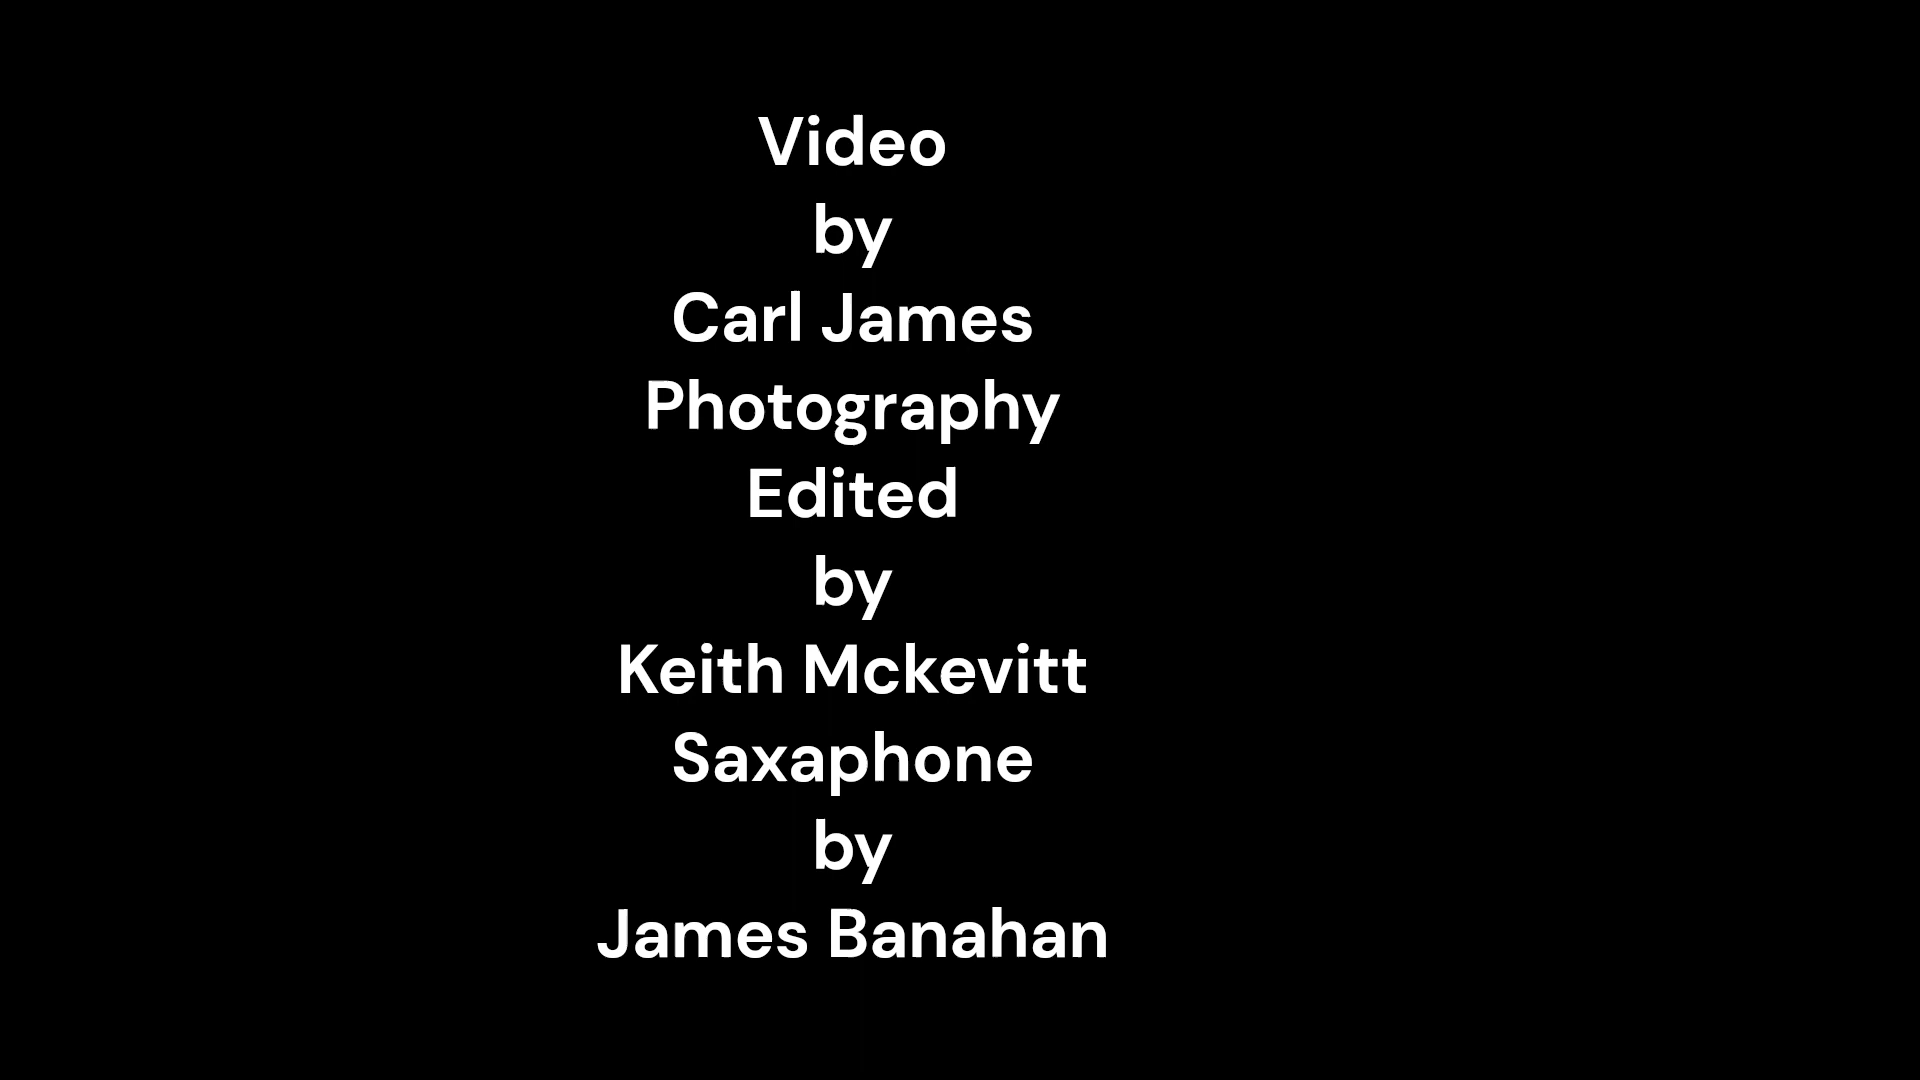 Video
by
Carl James
Photography
Edited
by
Keith Mckevitt
Saxaphone
by
James Banahan